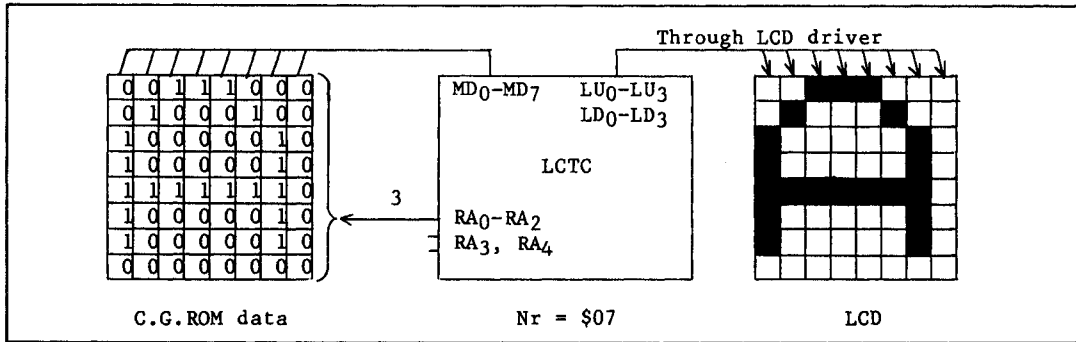 Through LCD driver
0 0 1 1 1 0 0 0
0 1 0 0 0 1 0 0
1 0 0 0 0 0 1 0
1 0 0 0 0 0 1 0
1 1 1 1 1 1 1 0
1 0 0 0 0 0 1 0
1 0 0 0 0 0 1 0
0 0 0 0 0 0 0 0
MD0-MD7 LU0-LU3
LD0-LD3
LCTC
3
RA0-RA2
RA3, RA4
C.G.ROM data
Nr = $07
LCD